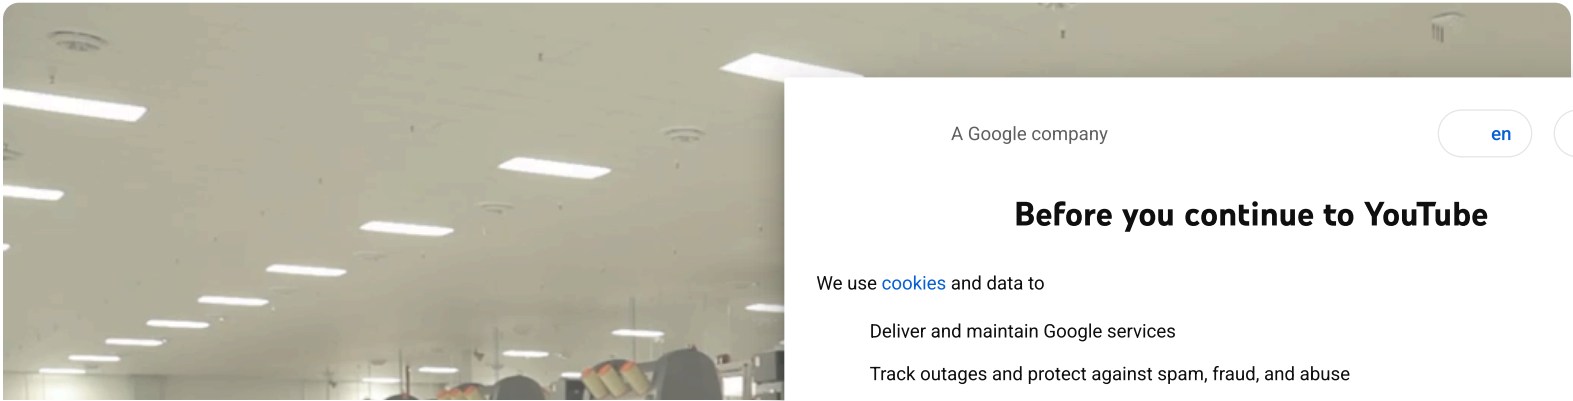 A Google company
en
Before you continue to YouTube
We use cookies and data to
Deliver and maintain Google services
Track outages and protect against spam, fraud, and abuse